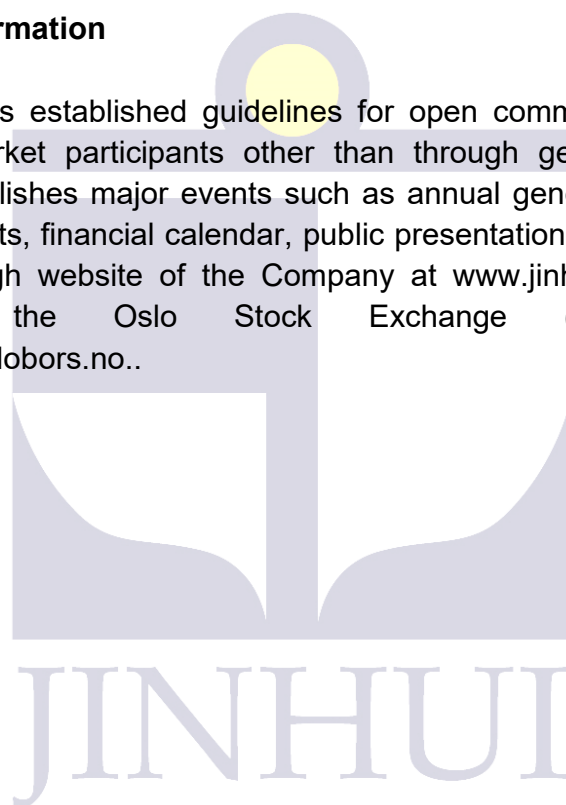 rmation
s established guidelines for open comm
rket participants other than through ge
lishes major events such as annual gen
ts, financial calendar, public presentation
gh website of the Company at www.jinh
the Oslo Stock Exchange
lobors.no..
JINHUI